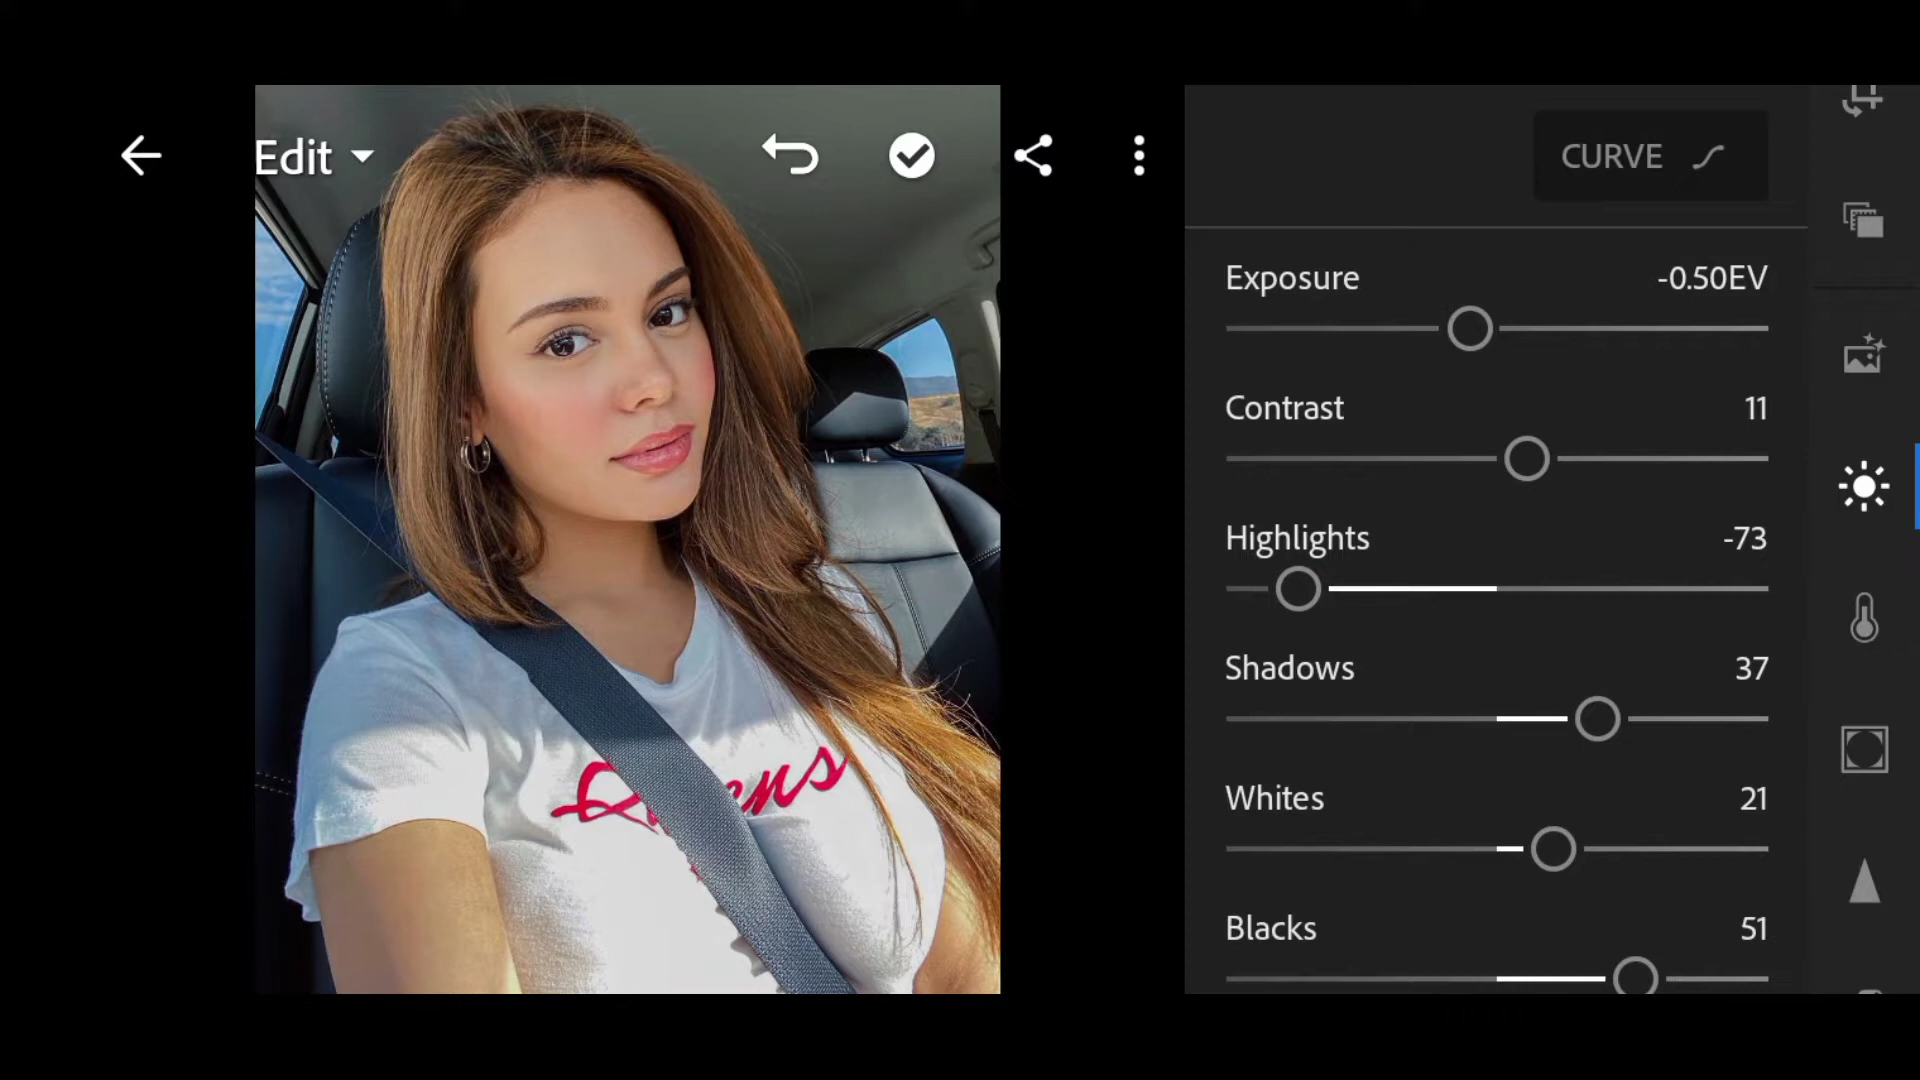 Edit
CURVE
Exposure -0.50EV
Contrast 11
Highlights -73
Shadows 37
Whites 21
Blacks 51